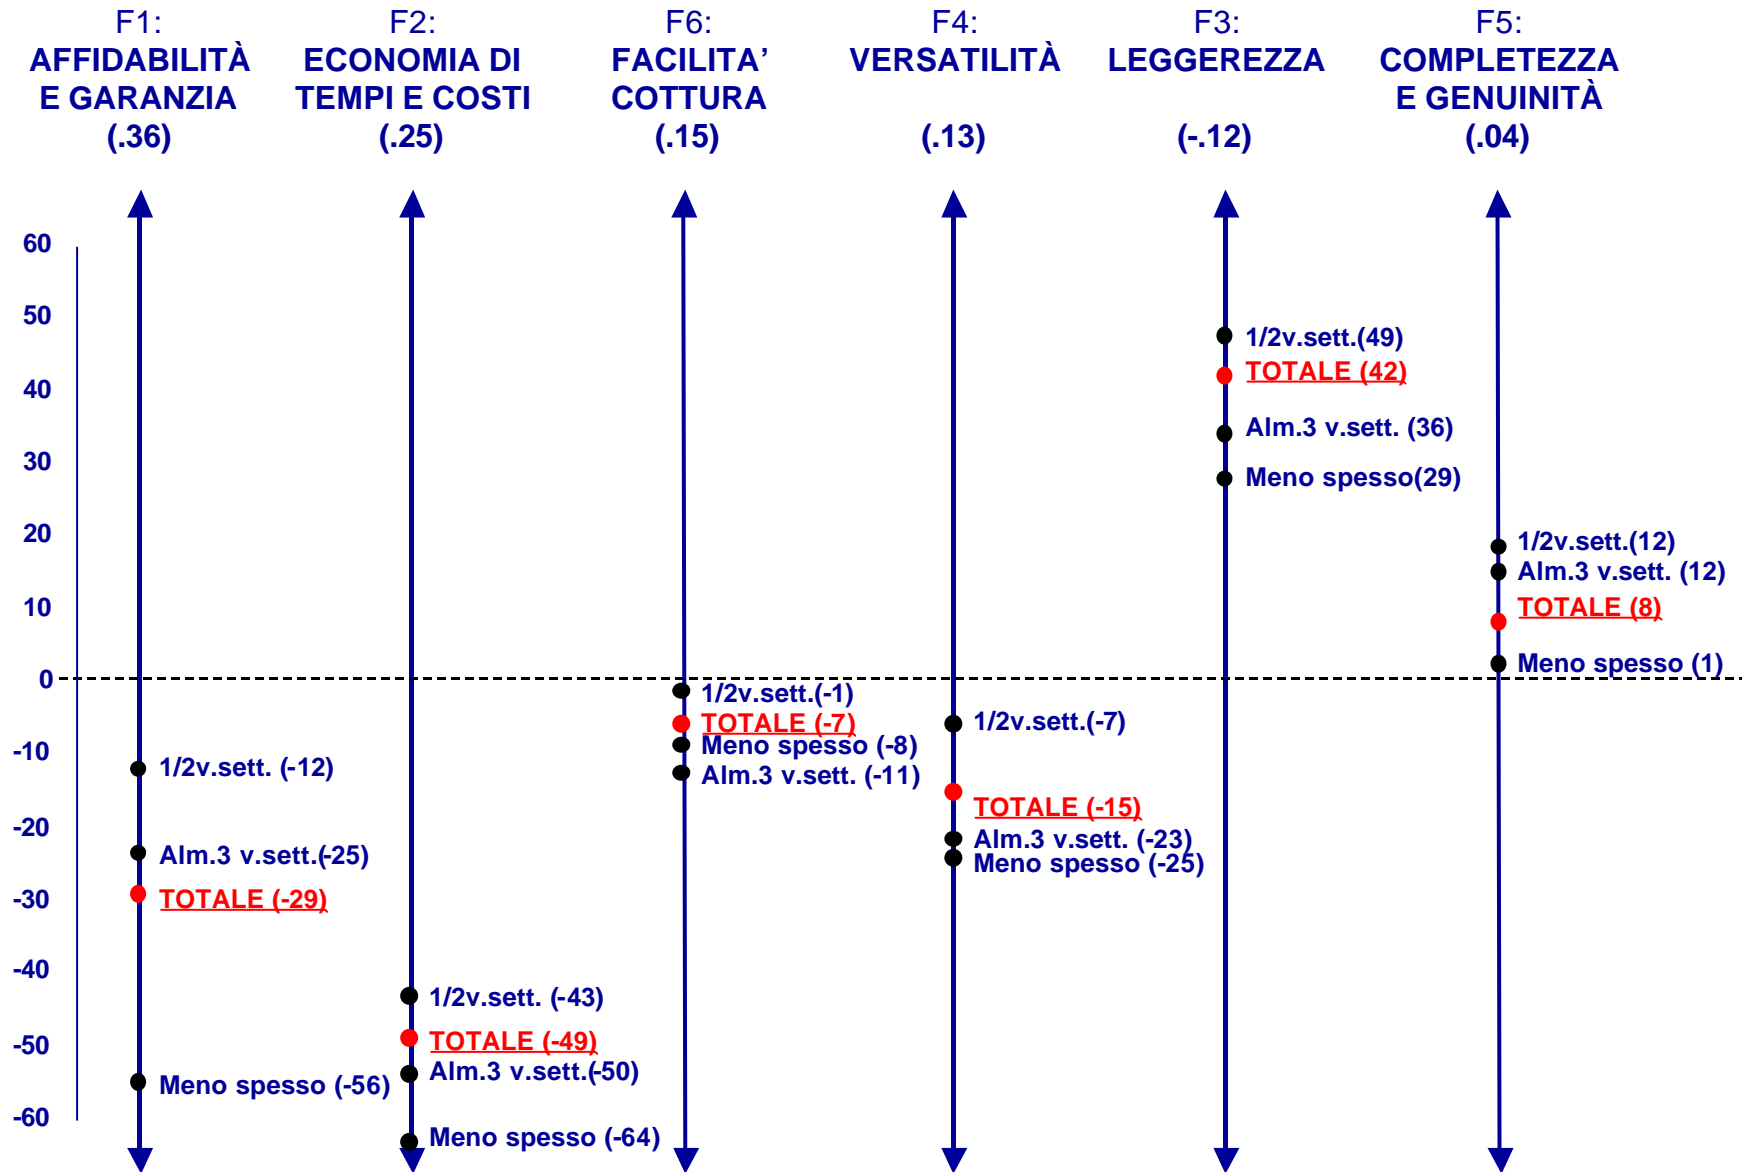 F1:
AFFIDABILITÀ
E GARANZIA
(.36)
F2:
ECONOMIA DI
TEMPI E COSTI
(.25)
F6:
FACILITA’
COTTURA
(.15)
F4:
VERSATILITÀ
(.13)
F3:
LEGGEREZZA
(-.12)
F5:
COMPLETEZZA
E GENUINITÀ
(.04)
60
50
40
30
20
10
0
-10
-20
-30
-40
-50
-60
1/2v.sett. (-12)
Alm.3 v.sett.(-25)
TOTALE (-29)
Meno spesso (-56)
1/2v.sett. (-43)
TOTALE (-49)
Alm.3 v.sett.(-50)
Meno spesso (-64)
1/2v.sett.(-1)
TOTALE (-7)
Meno spesso (-8)
Alm.3 v.sett. (-11)
1/2v.sett.(-7)
TOTALE (-15)
Alm.3 v.sett. (-23)
Meno spesso (-25)
1/2v.sett.(49)
TOTALE (42)
Alm.3 v.sett. (36)
Meno spesso(29)
1/2v.sett.(12)
Alm.3 v.sett. (12)
TOTALE (8)
Meno spesso (1)